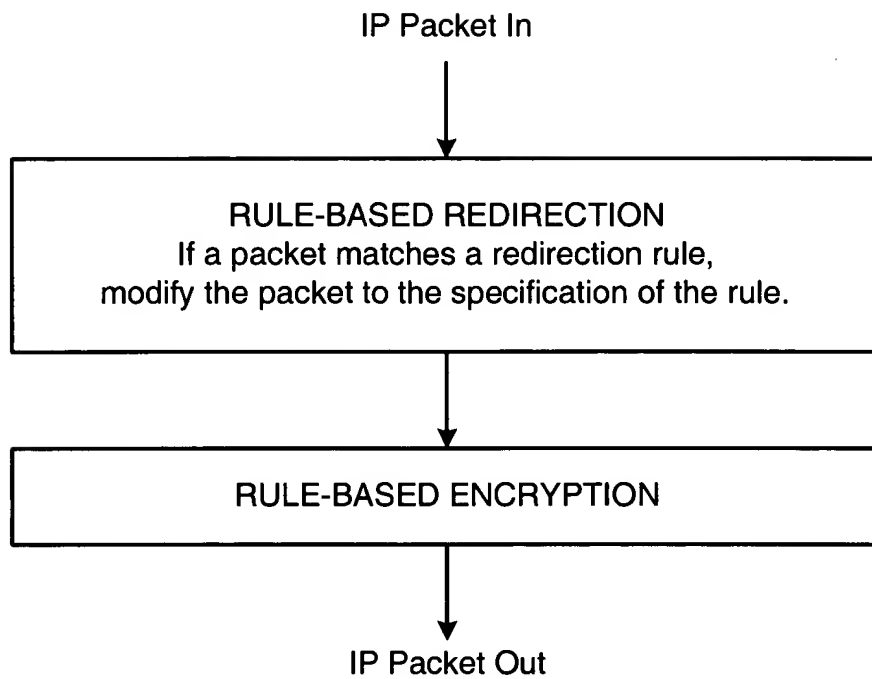 IP Packet In
RULE-BASED REDIRECTION
If a packet matches a redirection rule,
modify the packet to the specification of the rule.
RULE-BASED ENCRYPTION
IP Packet Out